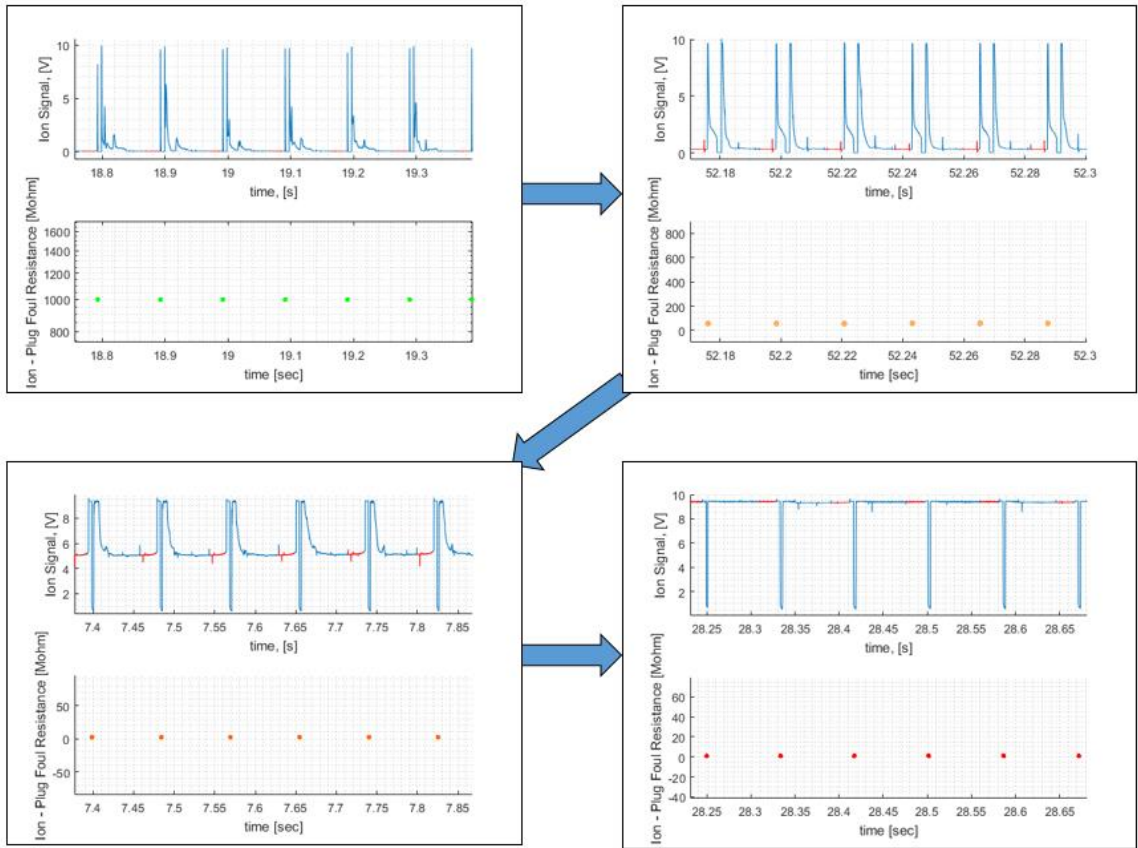 Ion Signal, [V]
10
5
0
18.8 18.9 19 19.1 19.2 19.3
time, [s]
Ion - Plug Foul Resistance [Mohm]
1600
1400
1200
1000
800
18.8 18.9 19 19.1 19.2 19.3
time [sec]
Ion Signal, [V]
10
5
0
52.18 52.2 52.22 52.24 52.26 52.28 52.3
time, [s]
Ion - Plug Foul Resistance [Mohm]
800
600
400
200
0
52.18 52.2 52.22 52.24 52.26 52.28 52.3
time [sec]
Ion Signal, [V]
8
6
4
2
7.4 7.45 7.5 7.55 7.6 7.65 7.7 7.75 7.8 7.85
time, [s]
Ion - Plug Foul Resistance [Mohm]
50
0
-50
7.4 7.45 7.5 7.55 7.6 7.65 7.7 7.75 7.8 7.85
time [sec]
Ion Signal, [V]
10
8
6
4
2
28.25 28.3 28.35 28.4 28.45 28.5 28.55 28.6 28.65
time, [s]
Ion - Plug Foul Resistance [Mohm]
60
40
20
0
-20
-40
28.25 28.3 28.35 28.4 28.45 28.5 28.55 28.6 28.65
time [sec]